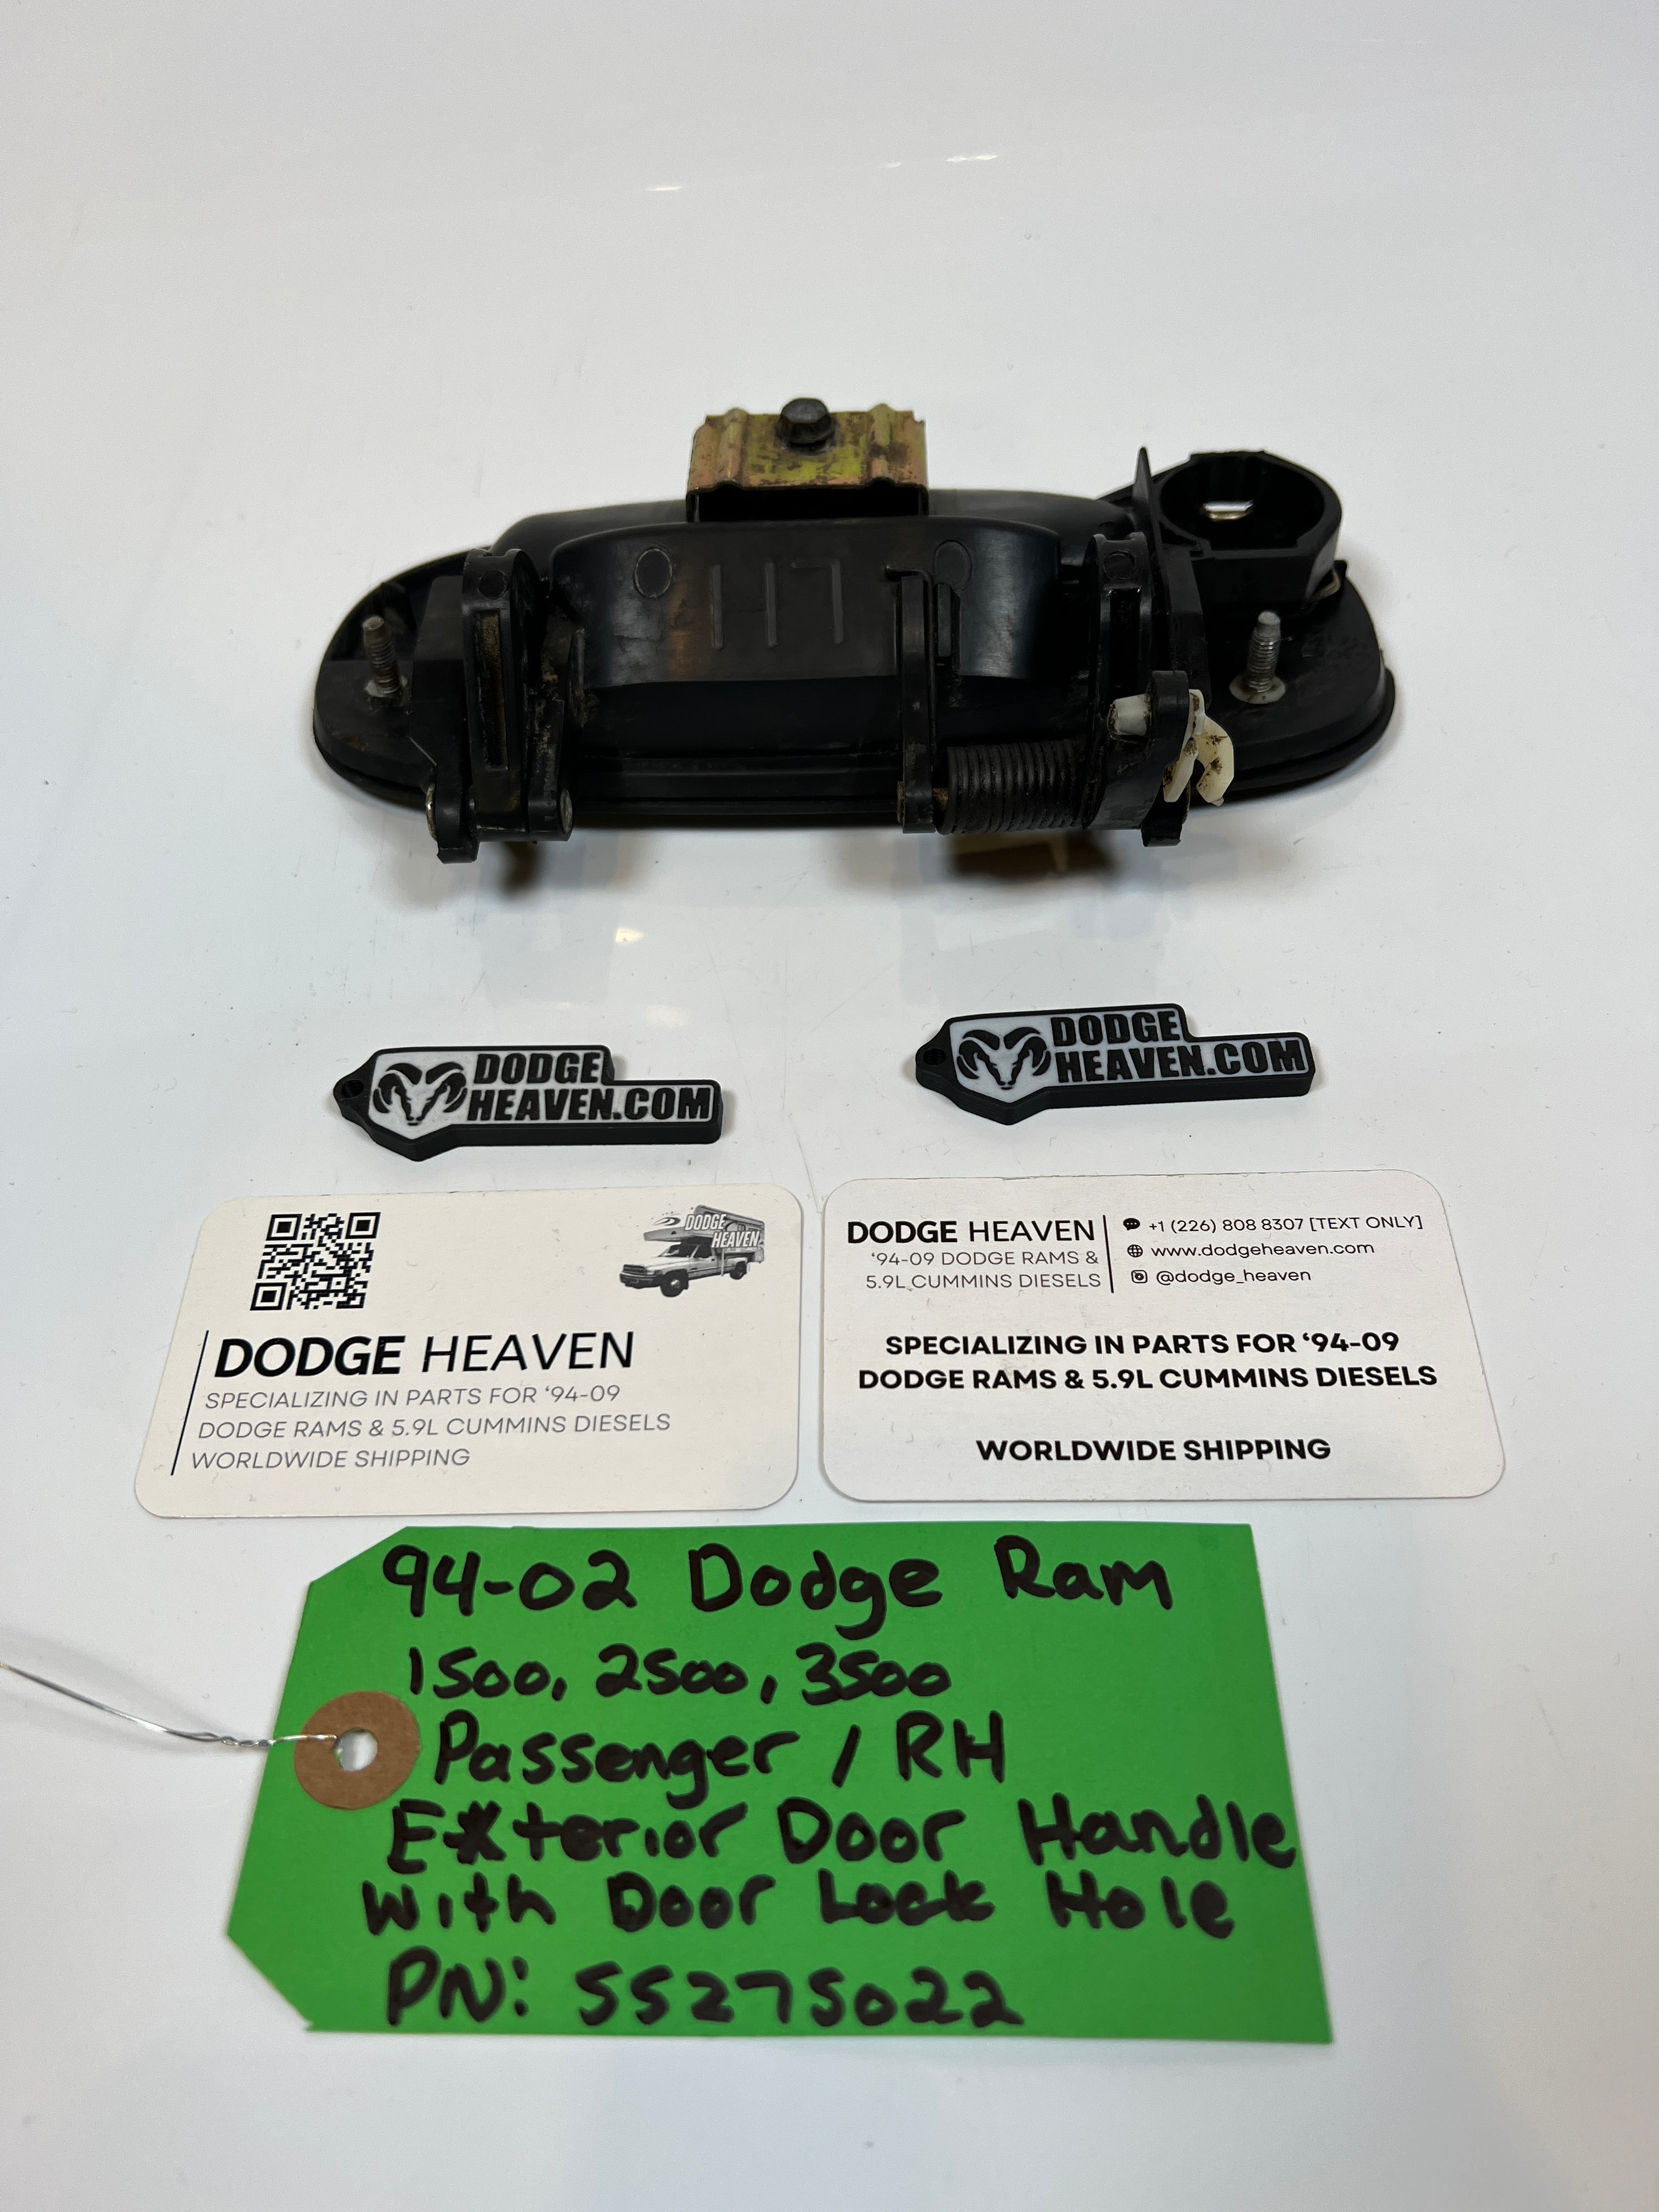 DODGE
HEAVEN.COM
DODGE
HEAVEN.COM
DODGE
HEAVEN
DODGE HEAVEN
SPECIALIZING IN PARTS FOR ‘94-09
DODGE RAMS & 5.9L CUMMINS DIESELS
WORLDWIDE SHIPPING
DODGE HEAVEN
‘94-09 DODGE RAMS &
5.9L CUMMINS DIESELS
+1 (226) 808 8307 [TEXT ONLY]
www.dodgeheaven.com
@dodge_heaven
SPECIALIZING IN PARTS FOR ‘94-09
DODGE RAMS & 5.9L CUMMINS DIESELS
WORLDWIDE SHIPPING
94-02 Dodge Ram
1500, 2500, 3500
Passenger / RH
Exterior Door Handle
With Door Lock Hole
PN: 55275022